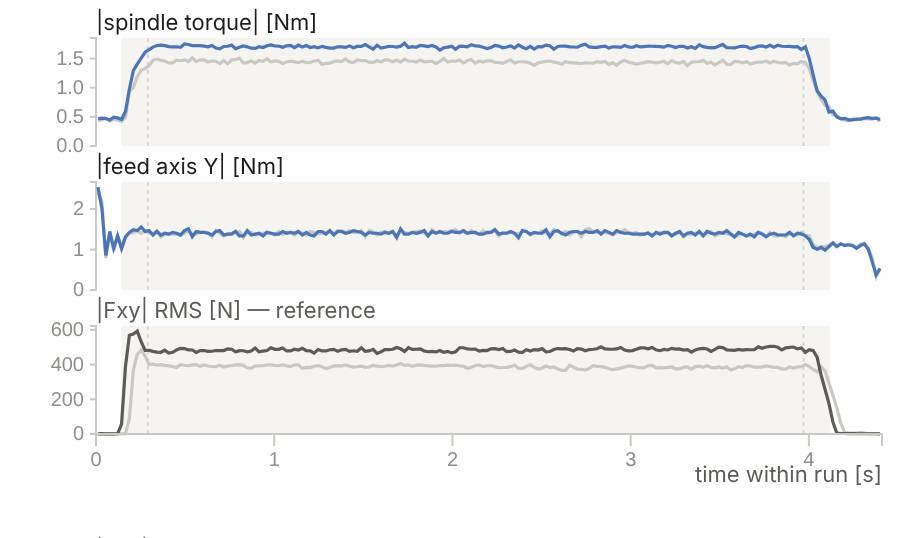 |spindle torque| [Nm]
1.5
1.0
0.5
0.0
|feed axis Y| [Nm]
2
1
0
|Fxy| RMS [N] — reference
600
400
200
0
0 1 2 3 4
time within run [s]